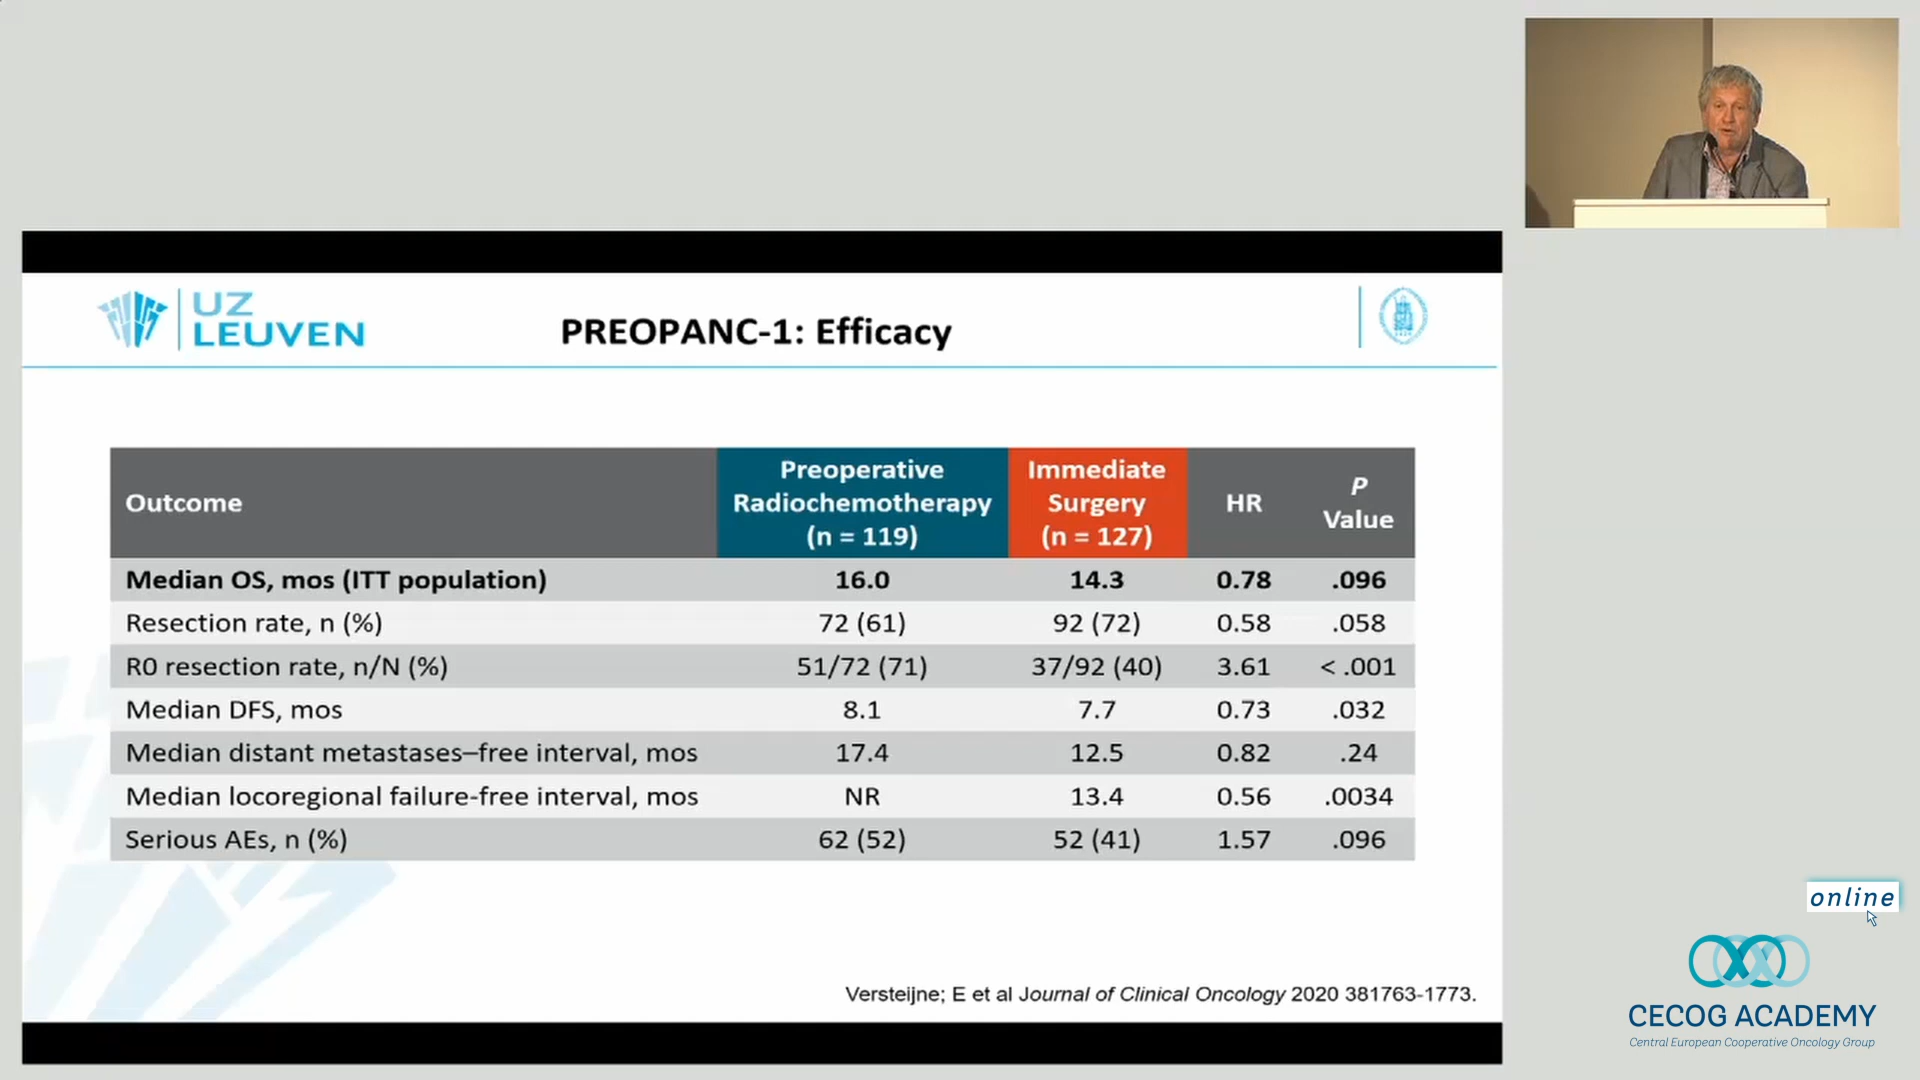 UZ
LEUVEN
PREOPANC-1: Efficacy
Outcome
Preoperative
Radiochemotherapy
(n = 119)
Immediate
Surgery
(n = 127)
HR
P
Value
Median OS, mos (ITT population) 16.0 14.3 0.78 .096
Resection rate, n (%) 72 (61) 92 (72) 0.58 .058
R0 resection rate, n/N (%) 51/72 (71) 37/92 (40) 3.61 < .001
Median DFS, mos 8.1 7.7 0.73 .032
Median distant metastases–free interval, mos 17.4 12.5 0.82 .24
Median locoregional failure-free interval, mos NR 13.4 0.56 .0034
Serious AEs, n (%) 62 (52) 52 (41) 1.57 .096
Versteijne; E et al Journal of Clinical Oncology 2020 381763-1773.
online
CECOG ACADEMY
Central European Cooperative Oncology Group